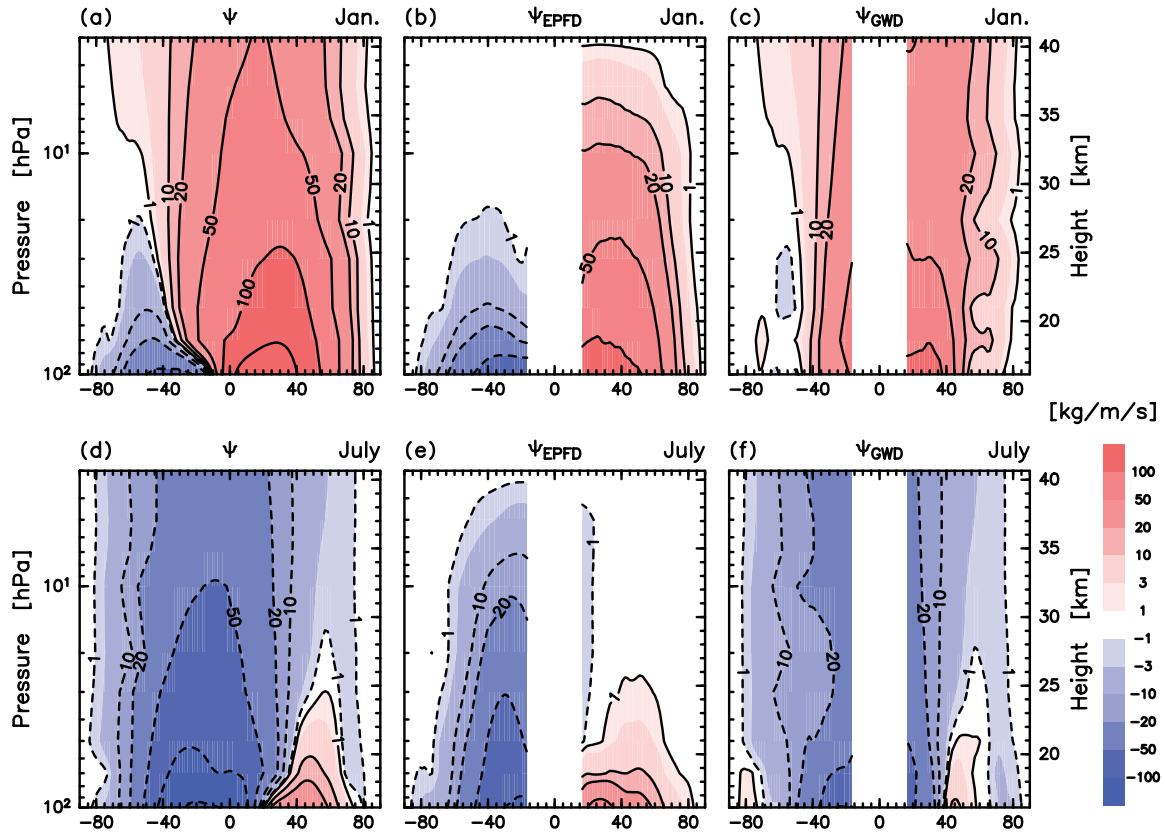 (a) Ψ Jan. (b) ΨEPFD Jan. (c) ΨGWD Jan.
40
35
10¹ 30
25
20
10²
Pressure [hPa]
Height [km]
10 20 1 50 100 50 20 10 1
1 1 50 20 10 1
1 10 20 20 10 1
−80 −40 0 40 80 −80 −40 0 40 80 −80 −40 0 40 80
[kg/m/s]
(d) Ψ July (e) ΨEPFD July (f) ΨGWD July
40
35
10¹ 30
25
20
10²
Pressure [hPa]
Height [km]
1 10 20 50 20 10 1 1 1
1 10 20 1 1
1 10 20 20 10 1 1
−80 −40 0 40 80 −80 −40 0 40 80 −80 −40 0 40 80
100
50
20
10
3
1
−1
−3
−10
−20
−50
−100